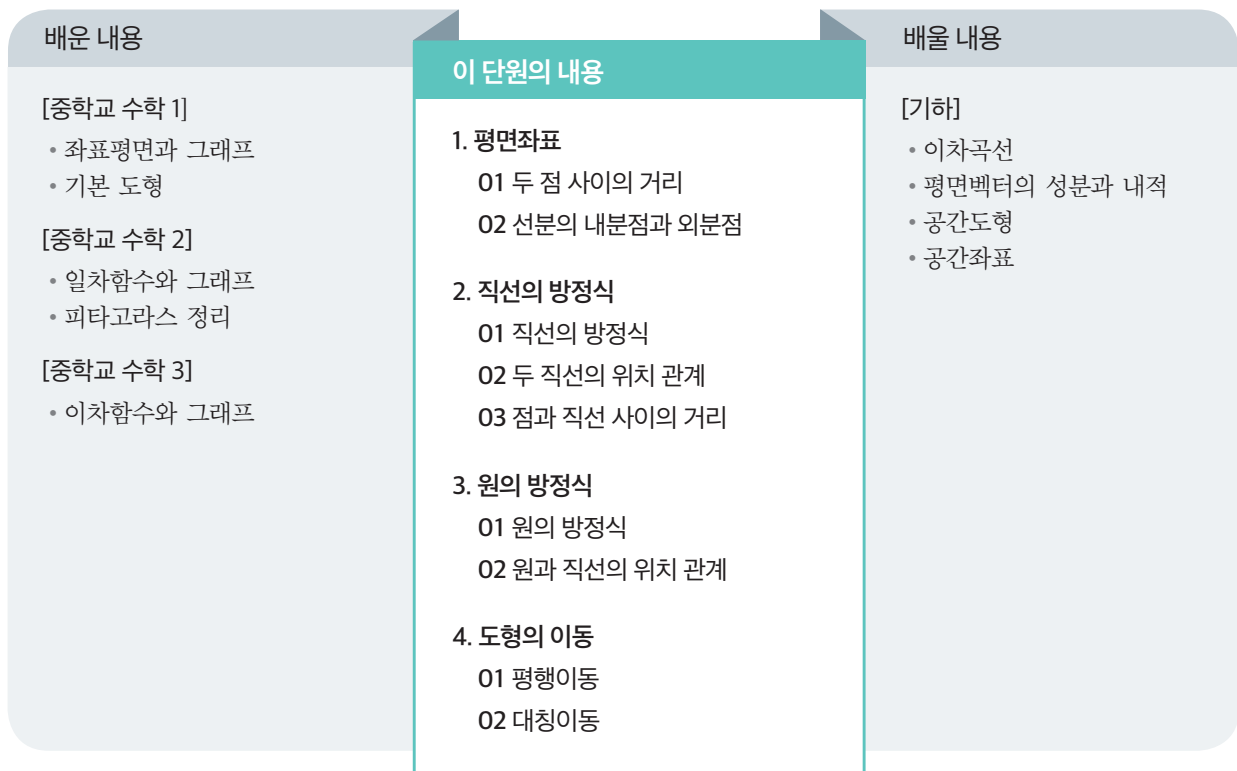 배운 내용
[중학교 수학 1]
• 좌표평면과 그래프
• 기본 도형
[중학교 수학 2]
• 일차함수와 그래프
• 피타고라스 정리
[중학교 수학 3]
• 이차함수와 그래프
이 단원의 내용
1. 평면좌표
01 두 점 사이의 거리
02 선분의 내분점과 외분점
2. 직선의 방정식
01 직선의 방정식
02 두 직선의 위치 관계
03 점과 직선 사이의 거리
3. 원의 방정식
01 원의 방정식
02 원과 직선의 위치 관계
4. 도형의 이동
01 평행이동
02 대칭이동
배울 내용
[기하]
• 이차곡선
• 평면벡터의 성분과 내적
• 공간도형
• 공간좌표